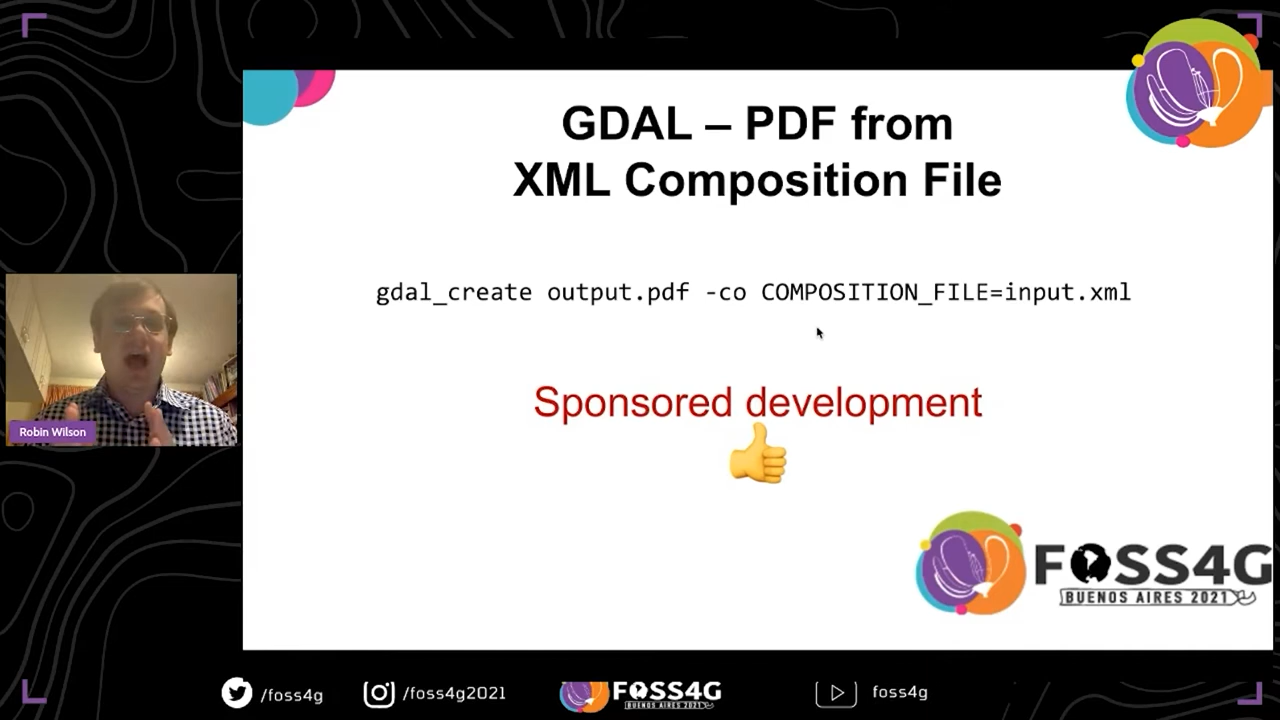 GDAL – PDF from
XML Composition File
gdal_create output.pdf -co COMPOSITION_FILE=input.xml
Sponsored development
Robin Wilson
FOSS4G
BUENOS AIRES 2021
/foss4g
/foss4g2021
FOSS4G
BUENOS AIRES 2021
foss4g